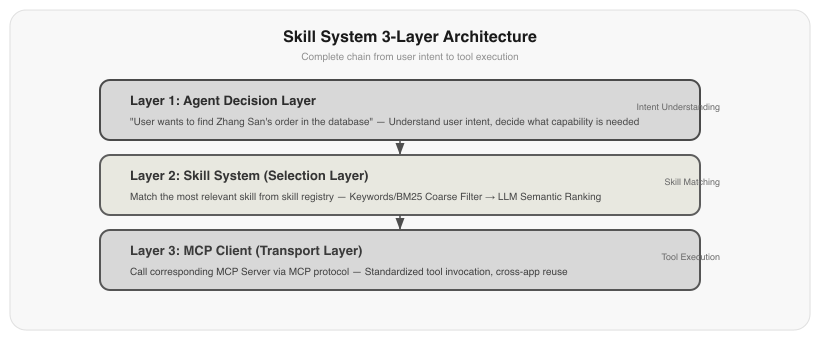 Skill System 3-Layer Architecture
Complete chain from user intent to tool execution
Layer 1: Agent Decision Layer
Intent Understanding
"User wants to find Zhang San's order in the database" — Understand user intent, decide what capability is needed
Layer 2: Skill System (Selection Layer)
Skill Matching
Match the most relevant skill from skill registry — Keywords/BM25 Coarse Filter → LLM Semantic Ranking
Layer 3: MCP Client (Transport Layer)
Tool Execution
Call corresponding MCP Server via MCP protocol — Standardized tool invocation, cross-app reuse